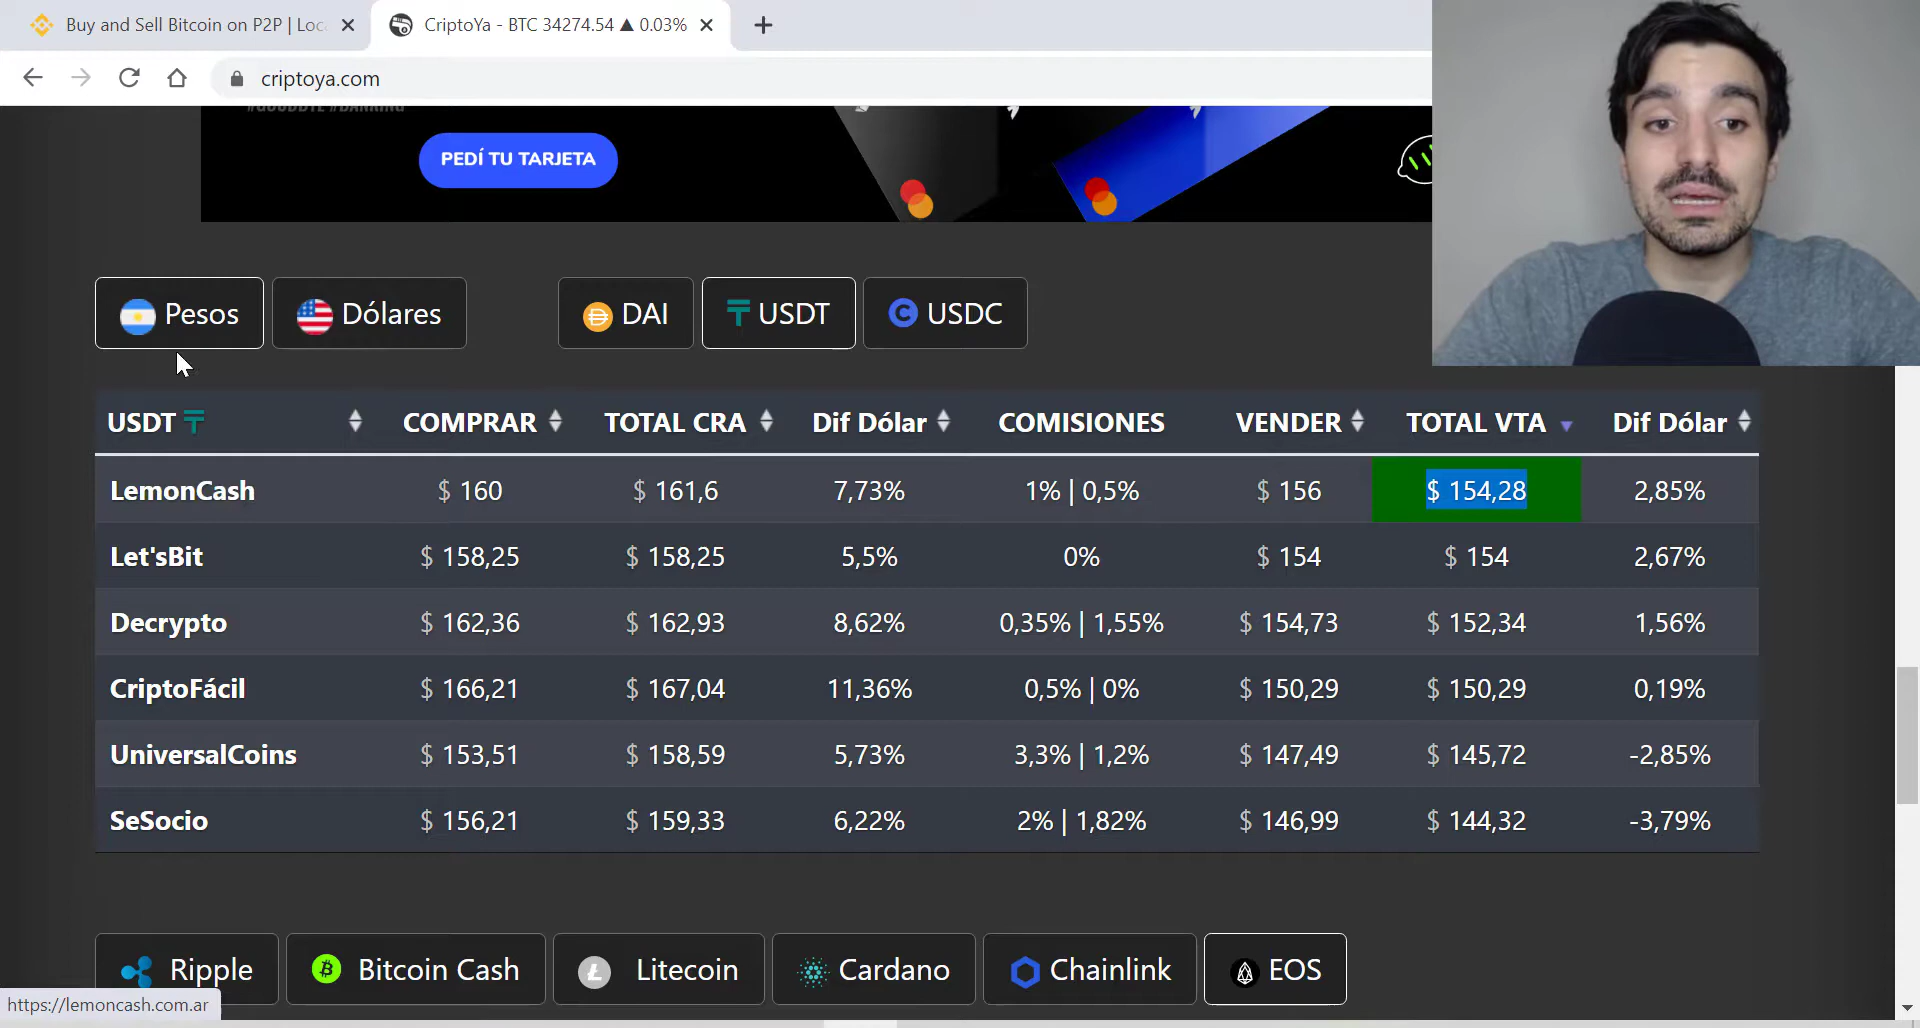 Buy and Sell Bitcoin on P2P | Loc
CriptoYa - BTC 34274.54 ▲ 0.03%
criptoya.com
PEDÍ TU TARJETA
Pesos Dólares DAI USDT USDC
USDT COMPRAR TOTAL CRA Dif Dólar COMISIONES VENDER TOTAL VTA Dif Dólar
LemonCash $ 160 $ 161,6 7,73% 1% | 0,5% $ 156 $ 154,28 2,85%
Let'sBit $ 158,25 $ 158,25 5,5% 0% $ 154 $ 154 2,67%
Decrypto $ 162,36 $ 162,93 8,62% 0,35% | 1,55% $ 154,73 $ 152,34 1,56%
CriptoFácil $ 166,21 $ 167,04 11,36% 0,5% | 0% $ 150,29 $ 150,29 0,19%
UniversalCoins $ 153,51 $ 158,59 5,73% 3,3% | 1,2% $ 147,49 $ 145,72 -2,85%
SeSocio $ 156,21 $ 159,33 6,22% 2% | 1,82% $ 146,99 $ 144,32 -3,79%
Ripple Bitcoin Cash Litecoin Cardano Chainlink EOS
https://lemoncash.com.ar